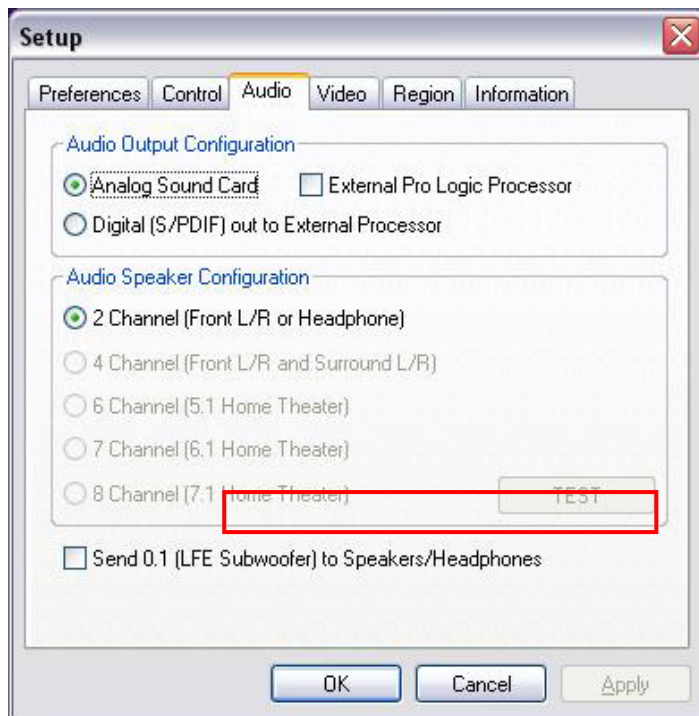 Setup
Preferences Control Audio Video Region Information
Audio Output Configuration
Analog Sound Card External Pro Logic Processor
Digital (S/PDIF) out to External Processor
Audio Speaker Configuration
2 Channel (Front L/R or Headphone)
4 Channel (Front L/R and Surround L/R)
6 Channel (5.1 Home Theater)
7 Channel (6.1 Home Theater)
8 Channel (7.1 Home Theater) TEST
Send 0.1 (LFE Subwoofer) to Speakers/Headphones
OK Cancel Apply